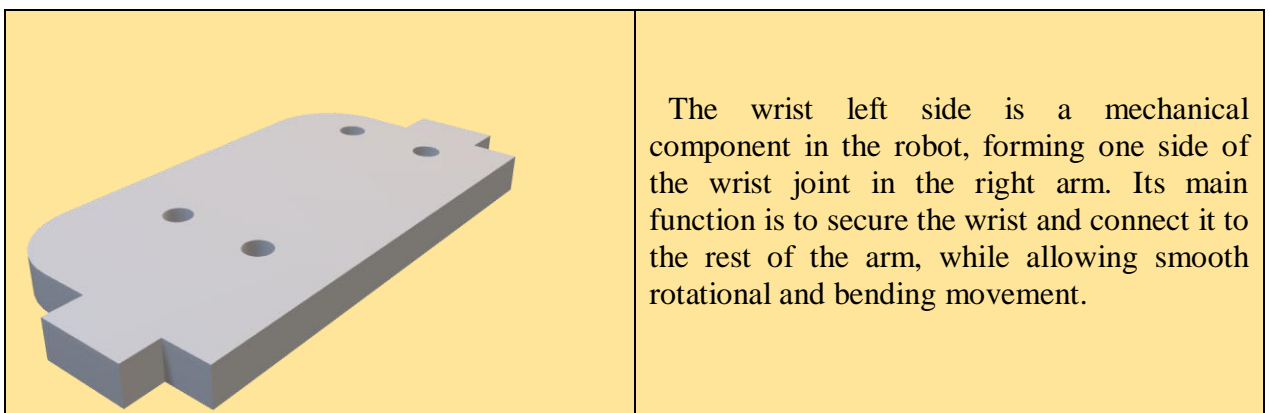 The wrist left side is a mechanical
component in the robot, forming one side of
the wrist joint in the right arm. Its main
function is to secure the wrist and connect it to
the rest of the arm, while allowing smooth
rotational and bending movement.